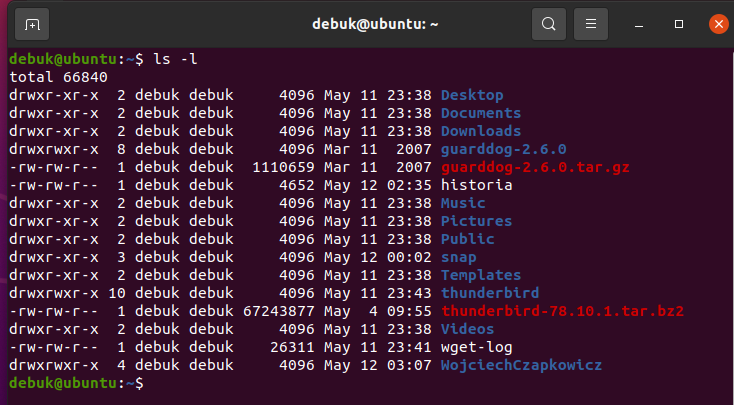 debuk@ubuntu: ~
debuk@ubuntu:~$ ls -l
total 66840
drwxr-xr-x  2 debuk debuk     4096 May 11 23:38 Desktop
drwxr-xr-x  2 debuk debuk     4096 May 11 23:38 Documents
drwxr-xr-x  2 debuk debuk     4096 May 11 23:38 Downloads
drwxrwxr-x  8 debuk debuk     4096 Mar 11  2007 guarddog-2.6.0
-rw-rw-r--  1 debuk debuk  1110659 Mar 11  2007 guarddog-2.6.0.tar.gz
-rw-rw-r--  1 debuk debuk     4652 May 12 02:35 historia
drwxr-xr-x  2 debuk debuk     4096 May 11 23:38 Music
drwxr-xr-x  2 debuk debuk     4096 May 11 23:38 Pictures
drwxr-xr-x  2 debuk debuk     4096 May 11 23:38 Public
drwxr-xr-x  3 debuk debuk     4096 May 12 00:02 snap
drwxr-xr-x  2 debuk debuk     4096 May 11 23:38 Templates
drwxrwxr-x 10 debuk debuk     4096 May 11 23:43 thunderbird
-rw-rw-r--  1 debuk debuk 67243877 May  4 09:55 thunderbird-78.10.1.tar.bz2
drwxr-xr-x  2 debuk debuk     4096 May 11 23:38 Videos
-rw-rw-r--  1 debuk debuk    26311 May 11 23:41 wget-log
drwxrwxr-x  4 debuk debuk     4096 May 12 03:07 WojciechCzapkowicz
debuk@ubuntu:~$